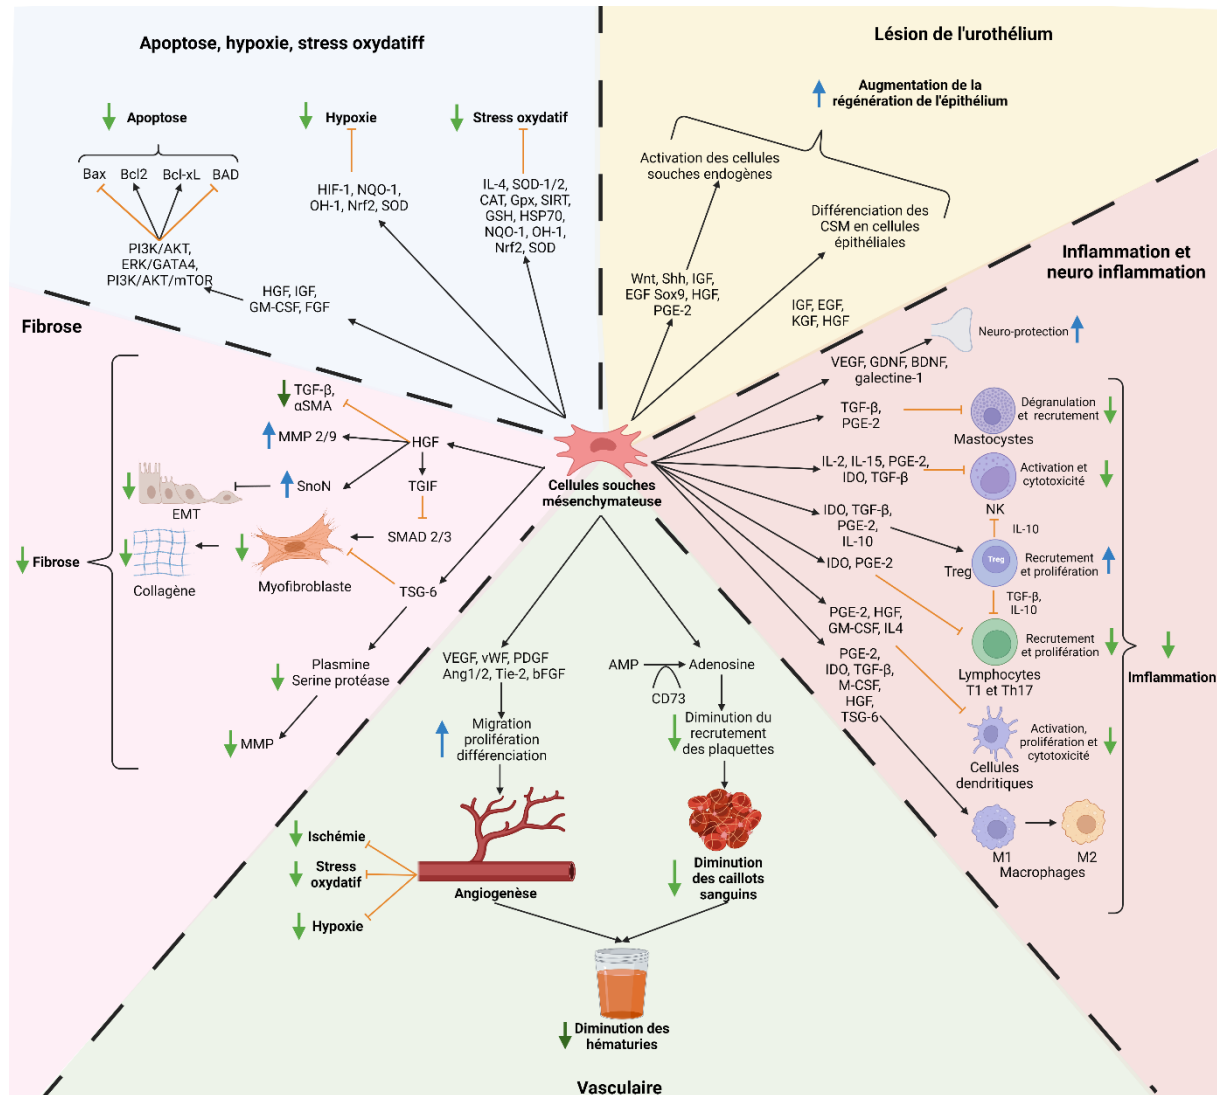 Apoptose, hypoxie, stress oxydatiff
Apoptose
Hypoxie
Stress oxydatif
Bax
Bcl2
Bcl-xL
BAD
PI3K/AKT,
ERK/GATA4,
PI3K/AKT/mTOR
HGF, IGF,
GM-CSF, FGF
HIF-1, NQO-1,
OH-1, Nrf2, SOD
IL-4, SOD-1/2,
CAT, Gpx, SIRT,
GSH, HSP70,
NQO-1, OH-1,
Nrf2, SOD
Lésion de l'urothélium
Augmentation de la
régénération de l'épithélium
Activation des cellules
souches endogènes
Différenciation des
CSM en cellules
épithéliales
Wnt, Shh, IGF,
EGF Sox9, HGF,
PGE-2
IGF, EGF,
KGF, HGF
Inflammation et
neuro inflammation
Neuro-protection
VEGF, GDNF, BDNF,
galectine-1
TGF-β,
PGE-2
Mastocystes
Dégranulation
et recrutement
IL-2, IL-15, PGE-2,
IDO, TGF-β
NK
Activation et
cytotoxicité
IDO, TGF-β,
PGE-2,
IL-10
IL-10
Treg
Treg
Recrutement
et prolifération
IDO, PGE-2
TGF-β,
IL-10
PGE-2, HGF,
GM-CSF, IL4
Recrutement
et prolifération
Lymphocytes
T1 et Th17
PGE-2,
IDO, TGF-β,
M-CSF,
HGF,
TSG-6
Activation,
prolifération et
cytotoxicité
Cellules
dendritiques
M1
M2
Macrophages
Imflammation
Fibrose
TGF-β,
αSMA
MMP 2/9
HGF
SnoN
TGIF
EMT
SMAD 2/3
Fibrose
Collagène
Myofibroblaste
TSG-6
Plasmine
Serine protéase
MMP
Cellules souches
mésenchymateuse
VEGF, vWF, PDGF
Ang1/2, Tie-2, bFGF
Migration
prolifération
différenciation
AMP
Adenosine
CD73
Diminution du
recrutement
des plaquettes
Ischémie
Stress
oxydatif
Hypoxie
Angiogenèse
Diminution
des caillots
sanguins
Diminution des
hématuries
Vasculaire